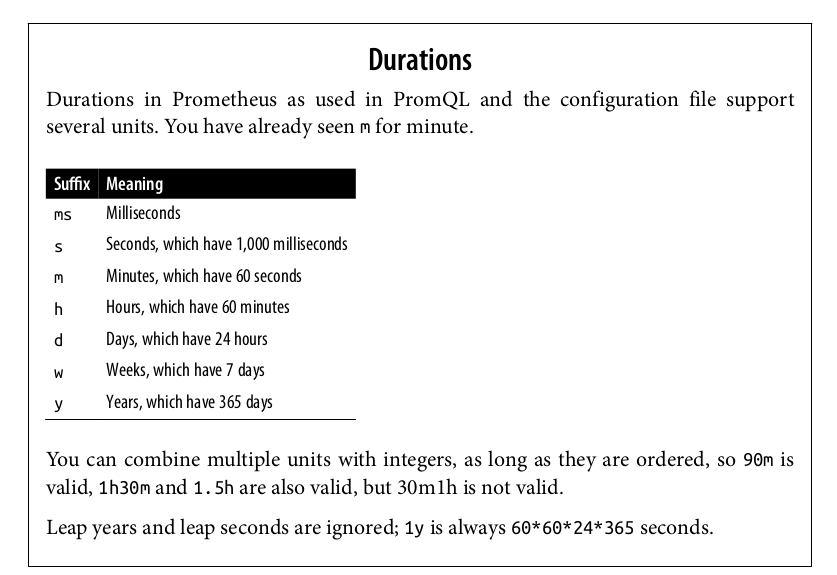 Durations
Durations in Prometheus as used in PromQL and the configuration file support
several units. You have already seen m for minute.
Suffix Meaning
ms Milliseconds
s Seconds, which have 1,000 milliseconds
m Minutes, which have 60 seconds
h Hours, which have 60 minutes
d Days, which have 24 hours
w Weeks, which have 7 days
y Years, which have 365 days
You can combine multiple units with integers, as long as they are ordered, so 90m is
valid, 1h30m and 1.5h are also valid, but 30m1h is not valid.
Leap years and leap seconds are ignored; 1y is always 60*60*24*365 seconds.